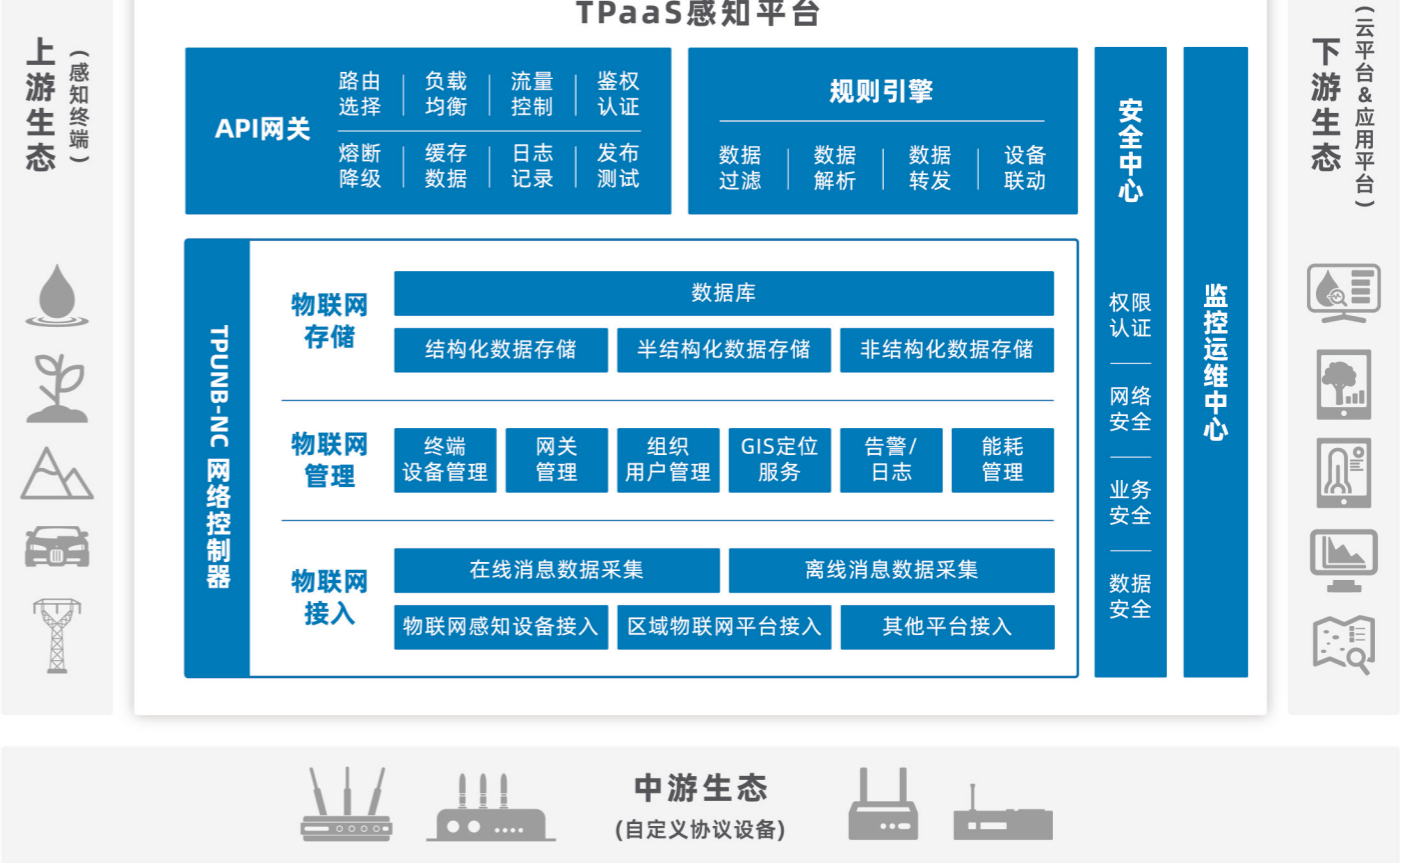 TPaaS感知平台
上游生态
(感知终端)
API网关
路由
选择
负载
均衡
流量
控制
鉴权
认证
熔断
降级
缓存
数据
日志
记录
发布
测试
规则引擎
数据
过滤
数据
解析
数据
转发
设备
联动
TPUNB-NC 网络控制器
物联网
存储
数据库
结构化数据存储
半结构化数据存储
非结构化数据存储
物联网
管理
终端
设备管理
网关
管理
组织
用户管理
GIS定位
服务
告警/
日志
能耗
管理
物联网
接入
在线消息数据采集
离线消息数据采集
物联网感知设备接入
区域物联网平台接入
其他平台接入
安全中心
权限
认证
网络
安全
业务
安全
数据
安全
监控运维中心
下游生态
(云平台&应用平台)
中游生态
(自定义协议设备)